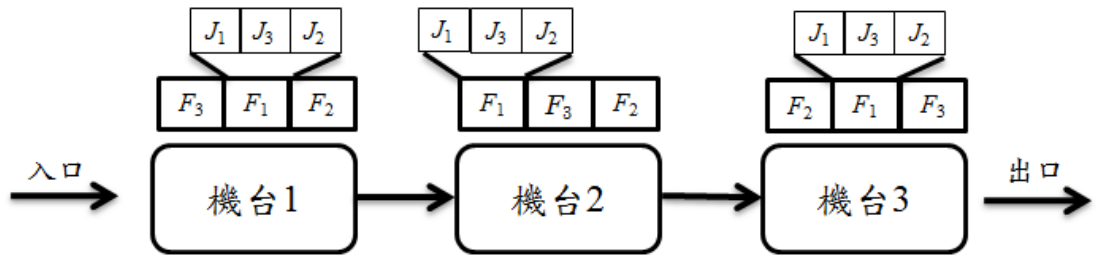 J1 J3 J2 J1 J3 J2 J1 J3 J2
F3 F1 F2 F1 F3 F2 F2 F1 F3
入口 機台1 機台2 機台3 出口